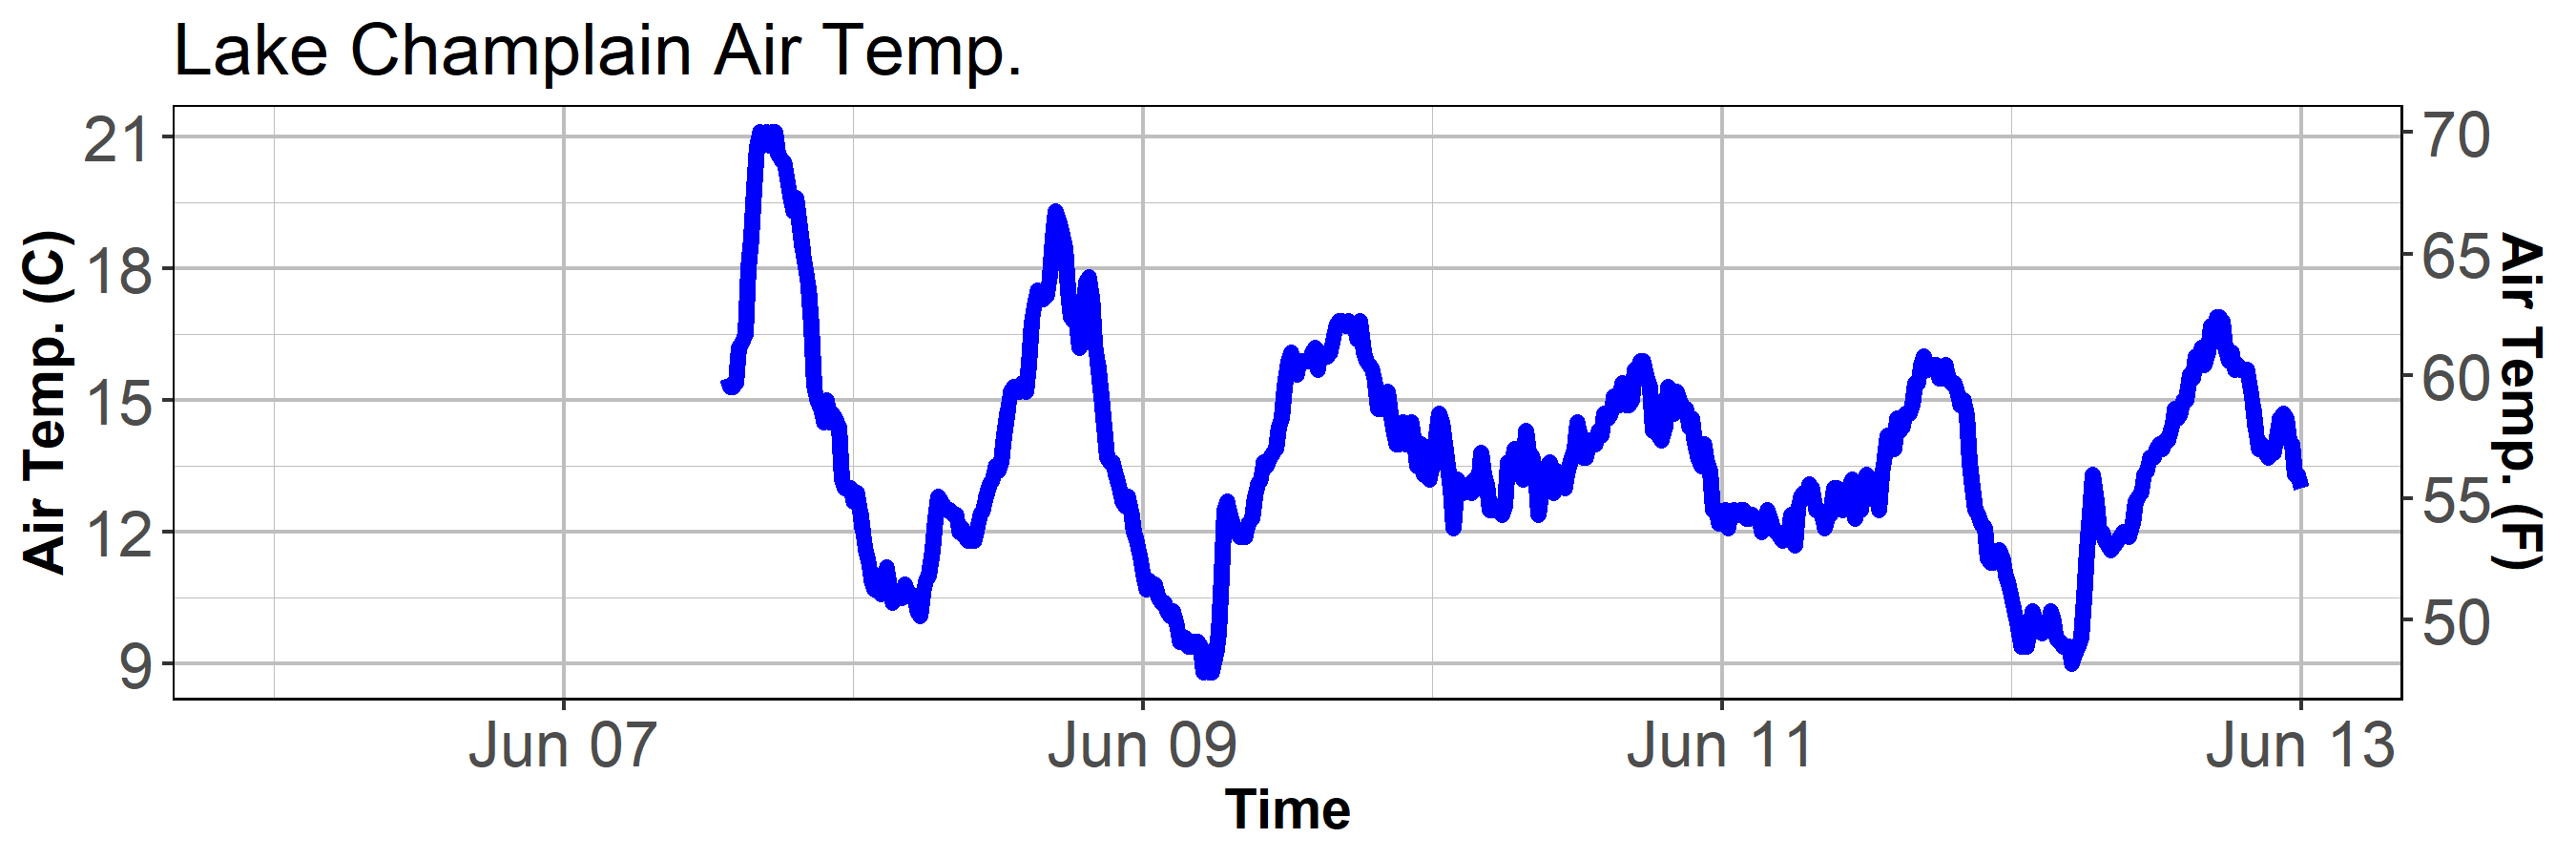 Lake Champlain Air Temp.
Air Temp. (C)
21
18
15
12
9
70
65
60
55
50
Air Temp. (F)
Jun 07 Jun 09 Jun 11 Jun 13
Time